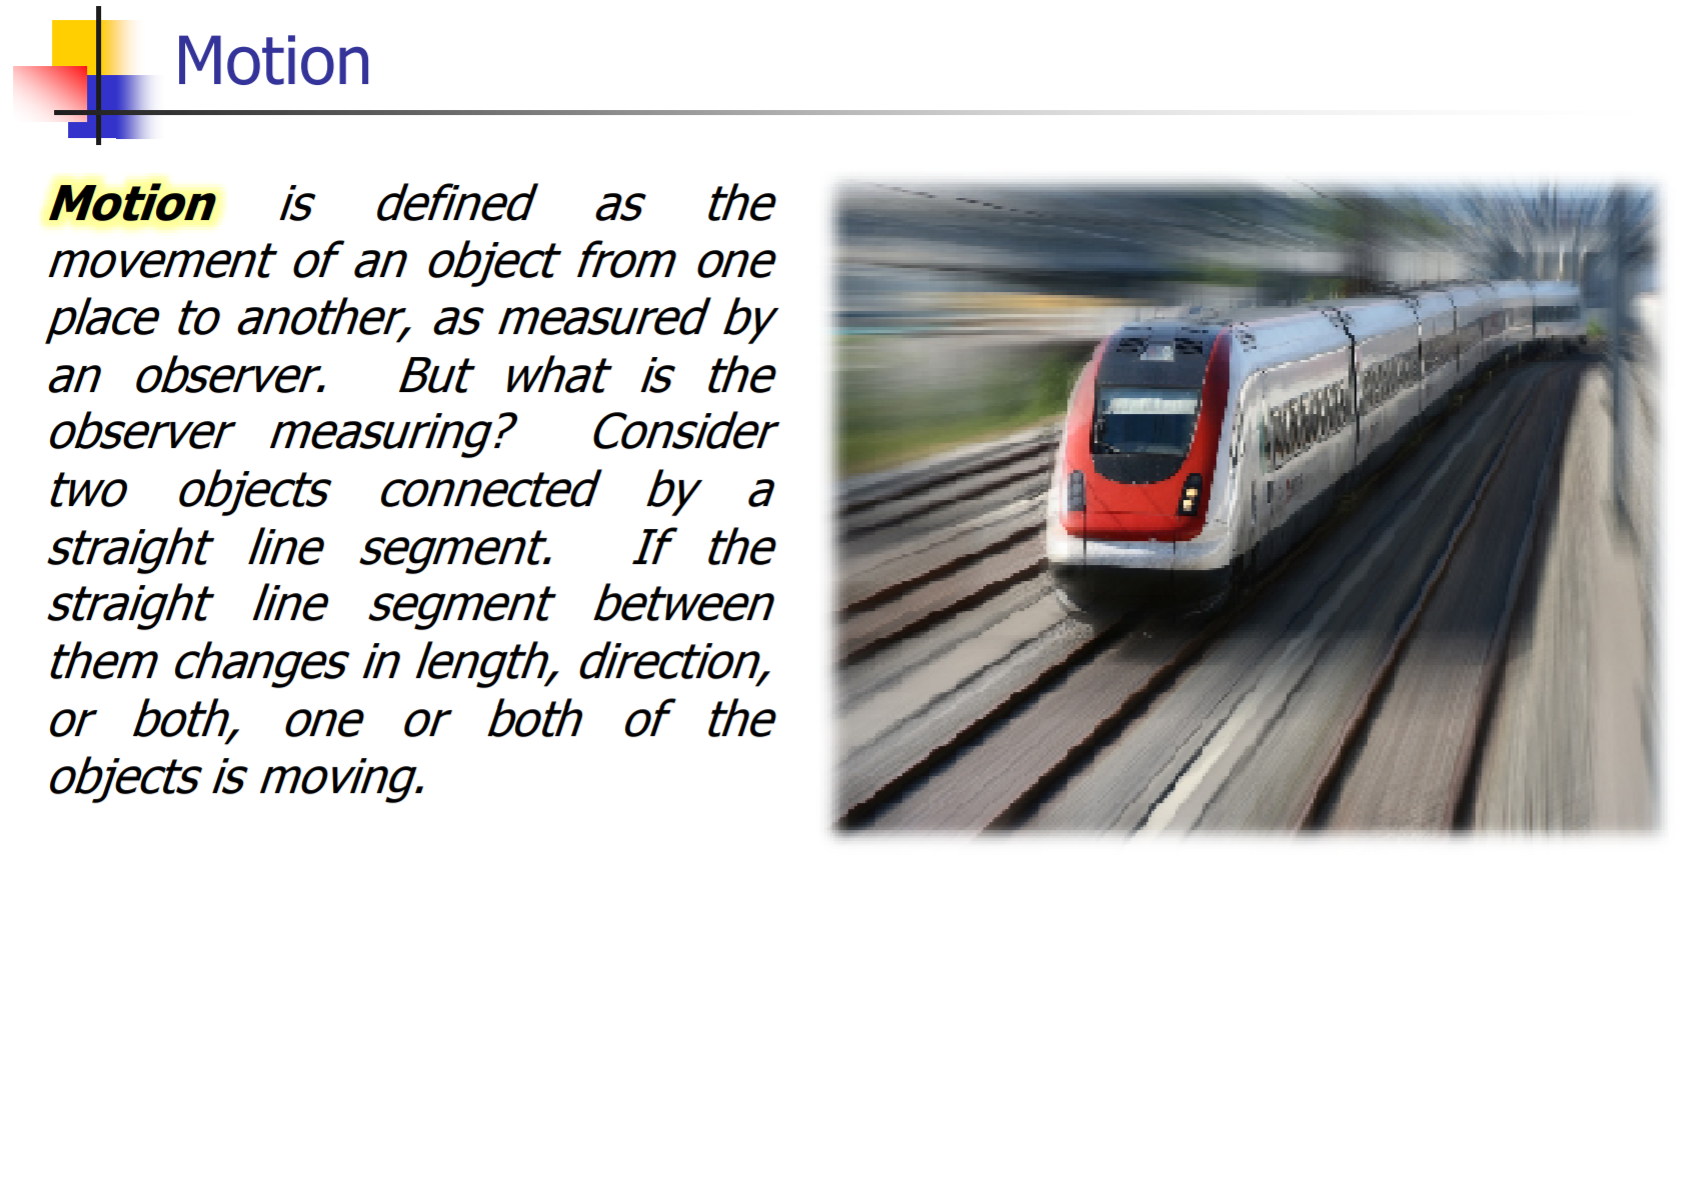 Motion
Motion is defined as the
movement of an object from one
place to another, as measured by
an observer. But what is the
observer measuring? Consider
two objects connected by a
straight line segment. If the
straight line segment between
them changes in length, direction,
or both, one or both of the
objects is moving.